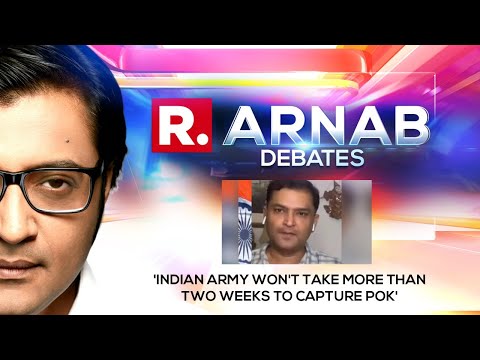 R. ARNAB
DEBATES
'INDIAN ARMY WON'T TAKE MORE THAN
TWO WEEKS TO CAPTURE POK'